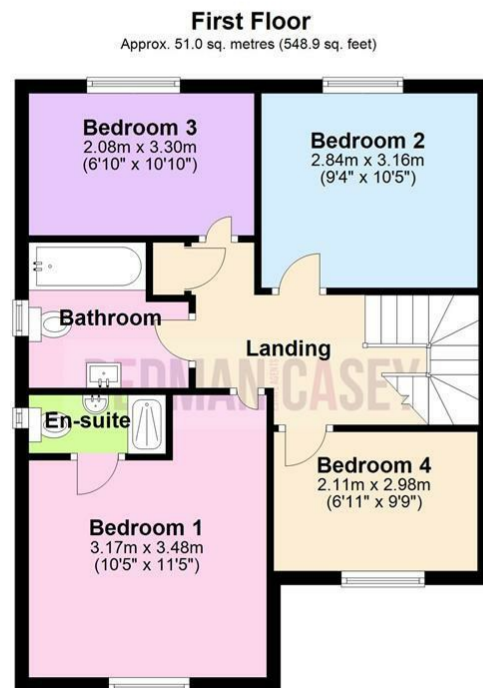 First Floor
Approx. 51.0 sq. metres (548.9 sq. feet)
Bedroom 3
2.08m x 3.30m
(6'10" x 10'10")
Bedroom 2
2.84m x 3.16m
(9'4" x 10'5")
Bathroom
Landing
REDMAN CASEY
En-suite
Bedroom 4
2.11m x 2.98m
(6'11" x 9'9")
Bedroom 1
3.17m x 3.48m
(10'5" x 11'5")